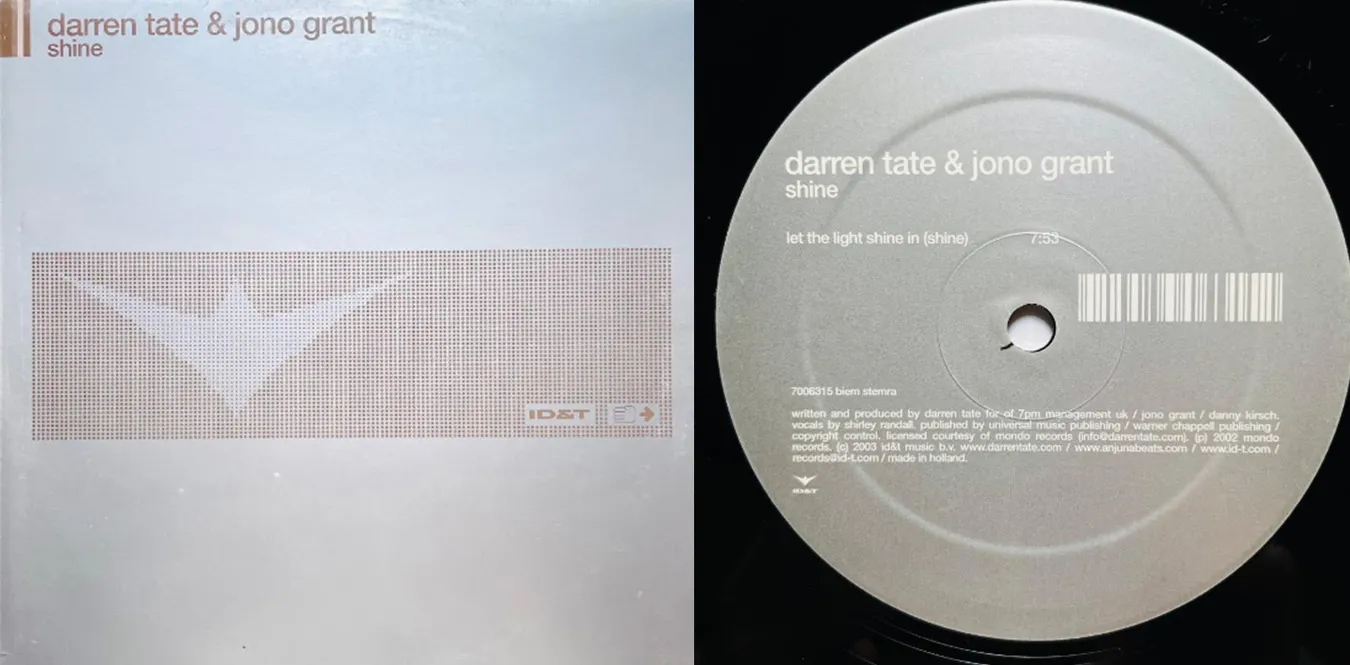 darren tate & jono grant
shine
ID&T
darren tate & jono grant
shine
let the light shine in (shine) 7:53
7006315 biem stemra
written and produced by darren tate for of 7pm management uk / jono grant / danny kirsch.
vocals by shirley randall. published by universal music publishing / warner chappell publishing /
copyright control. licensed courtesy of mondo records (info@darrentate.com). (p) 2002 mondo
records. (c) 2003 id&t music b.v. www.darrentate.com / www.anjunabeats.com / www.id-t.com /
records@id-t.com / made in holland.
ID&T